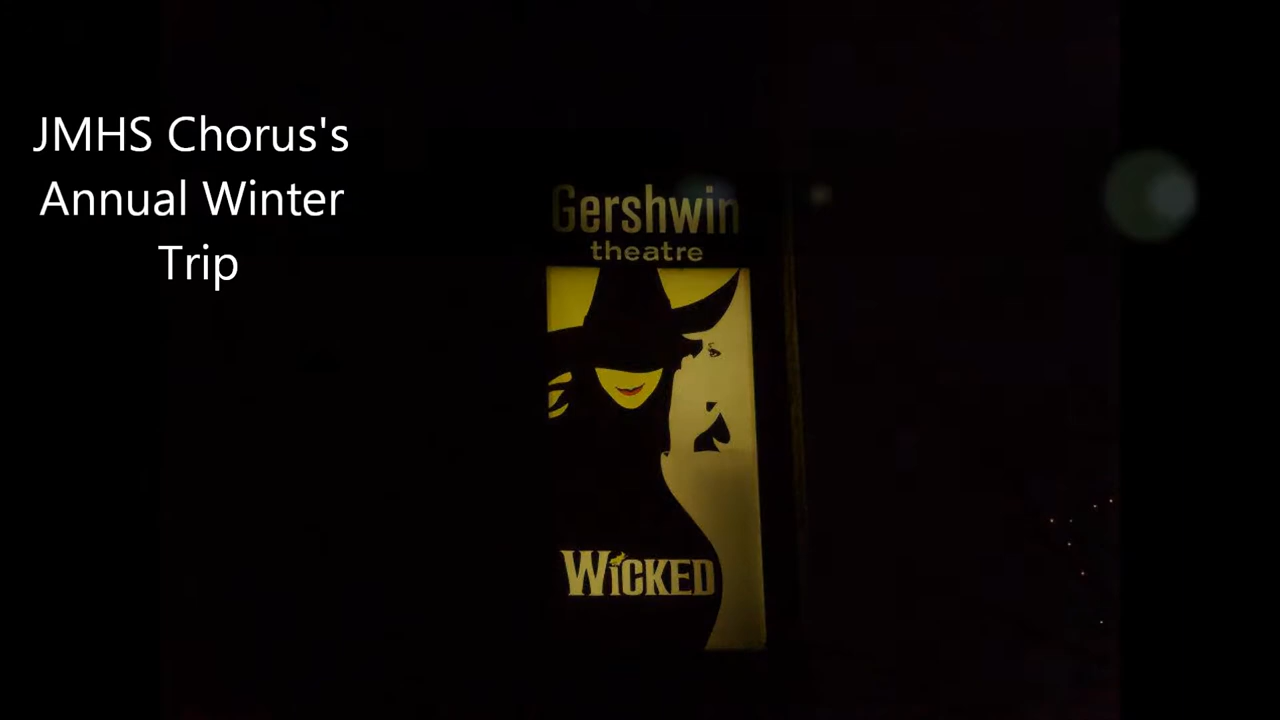 JMHS Chorus's
Annual Winter
Trip
Gershwin
theatre
WICKED